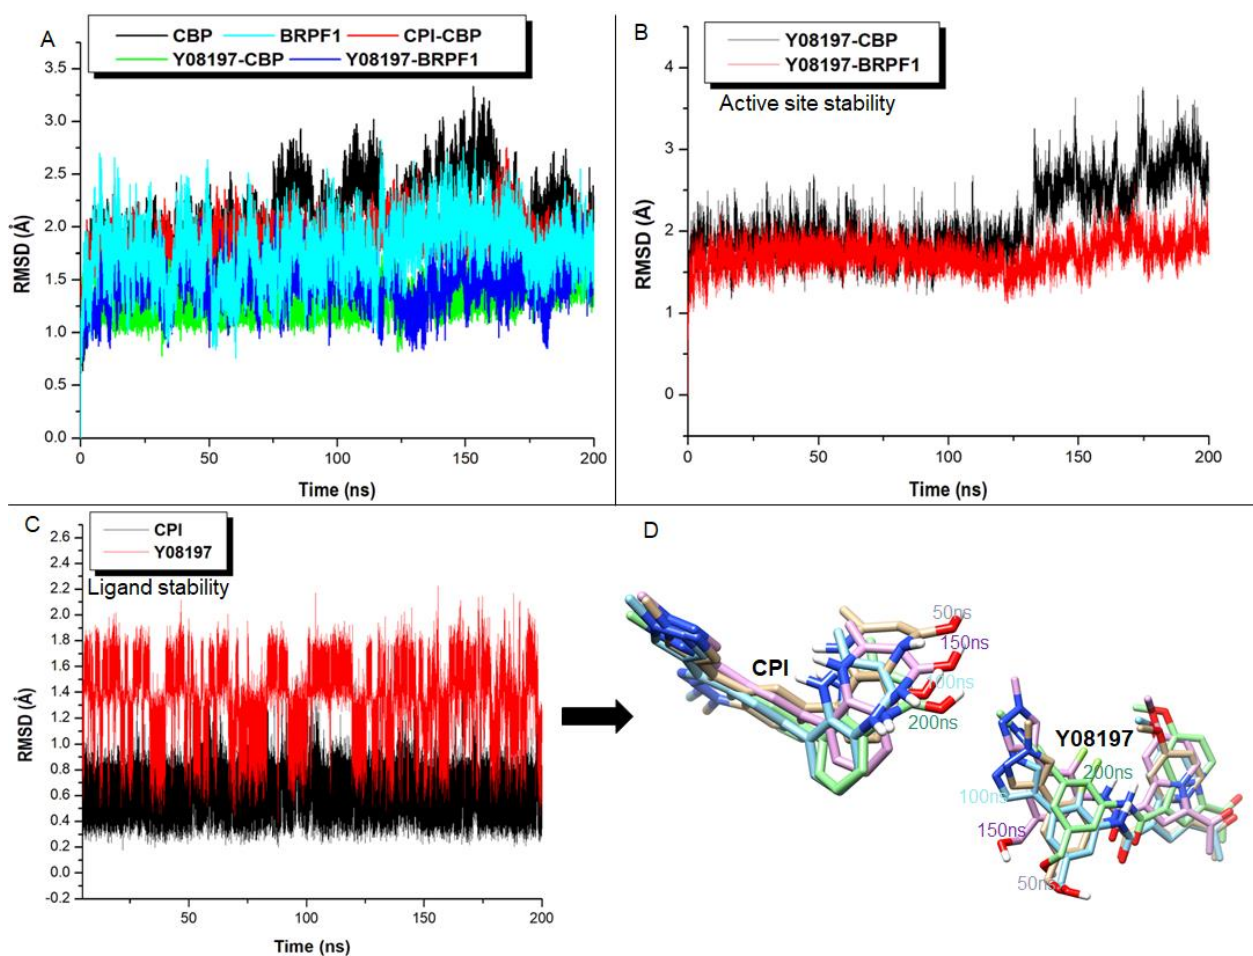 A
CBP BRPF1 CPI-CBP
Y08197-CBP Y08197-BRPF1
3.5
3.0
2.5
2.0
1.5
1.0
0.5
0.0
RMSD (Å)
0 50 100 150 200
Time (ns)
B
Y08197-CBP
Y08197-BRPF1
Active site stability
4
3
2
1
0
RMSD (Å)
0 50 100 150 200
Time (ns)
C
CPI
Y08197
Ligand stability
2.6
2.4
2.2
2.0
1.8
1.6
1.4
1.2
1.0
0.8
0.6
0.4
0.2
0.0
-0.2
RMSD (Å)
50 100 150 200
Time (ns)
D
50ns
150ns
CPI
100ns
200ns
Y08197
200ns
100ns
150ns
50ns